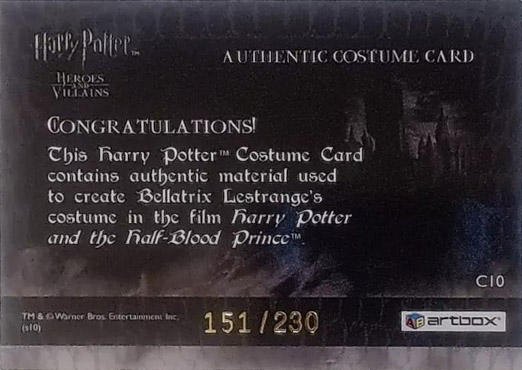 Harry Potter™
HEROES
AND
VILLAINS
AUTHENTIC COSTUME CARD
CONGRATULATIONS!
This Harry Potter™ Costume Card
contains authentic material used
to create Bellatrix Lestrange's
costume in the film Harry Potter
and the Half-Blood Prince™.
C10
TM & © Warner Bros. Entertainment Inc.
(s10)
151/230
artbox®